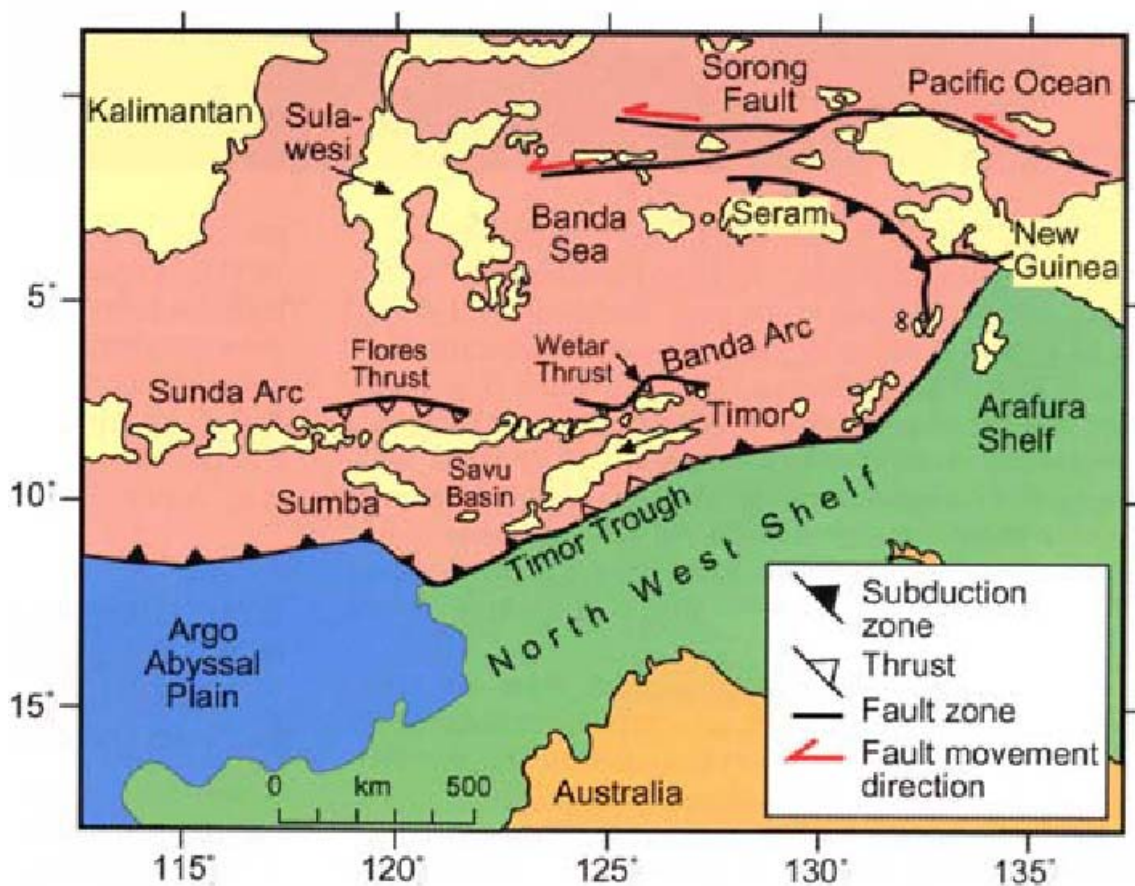 Kalimantan
Sula-
wesi
Sorong
Fault
Pacific Ocean
Banda
Sea
Seram
New
Guinea
5°
Flores
Thrust
Wetar
Thrust
Banda Arc
Sunda Arc
Timor
Arafura
Shelf
Savu
Basin
10°
Sumba
Timor Trough
North West Shelf
Argo
Abyssal
Plain
15°
0 km 500
Australia
Subduction
zone
Thrust
Fault zone
Fault movement
direction
115° 120° 125° 130° 135°